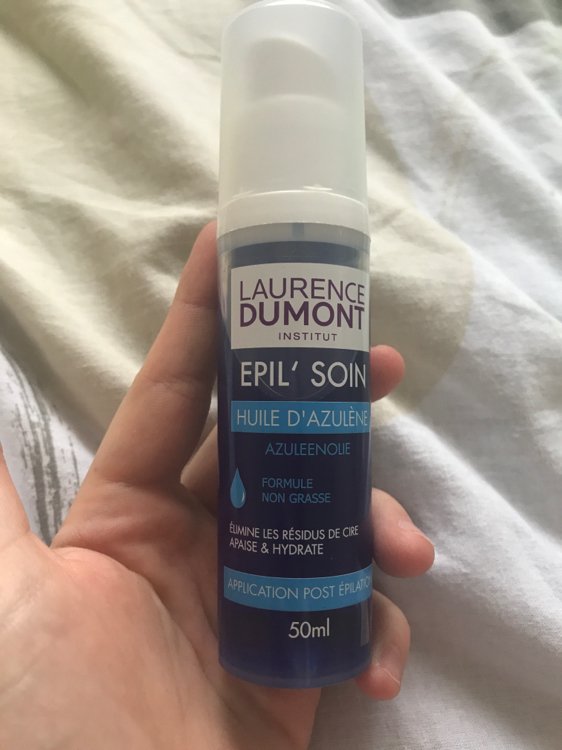 LAURENCE
DUMONT
INSTITUT
EPIL' SOIN
HUILE D'AZULÈNE
AZULEENOLIE
FORMULE
NON GRASSE
ÉLIMINE LES RÉSIDUS DE CIRE
APAISE & HYDRATE
APPLICATION POST ÉPILATION
50ml